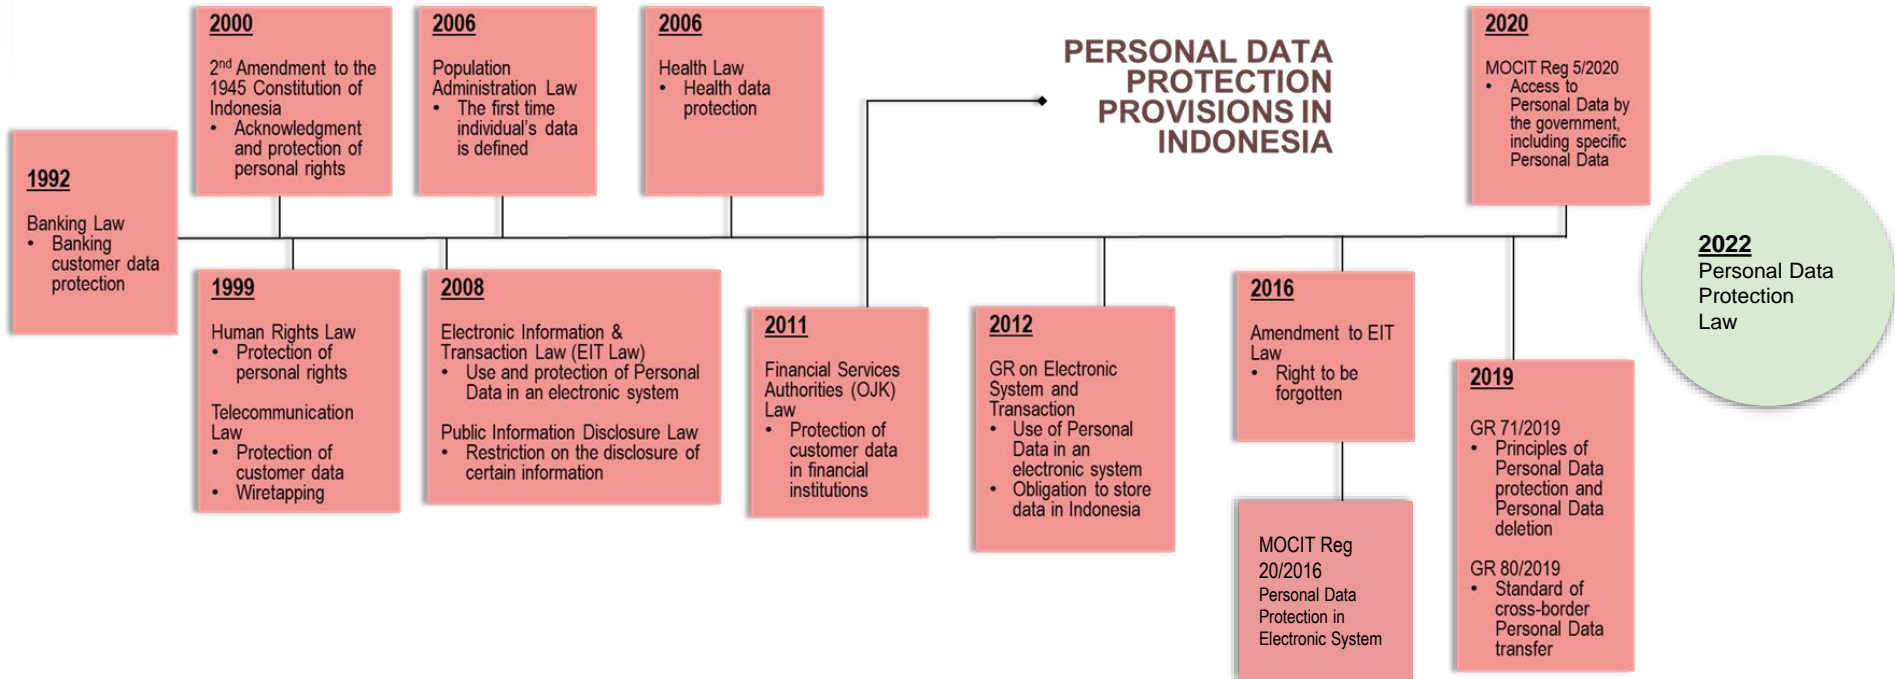 PERSONAL DATA
PROTECTION
PROVISIONS IN
INDONESIA
1992
Banking Law
• Banking
customer data
protection
2000
2nd Amendment to the
1945 Constitution of
Indonesia
• Acknowledgment
and protection of
personal rights
1999
Human Rights Law
• Protection of
personal rights
Telecommunication
Law
• Protection of
customer data
• Wiretapping
2006
Population
Administration Law
• The first time
individual's data
is defined
2008
Electronic Information &
Transaction Law (EIT Law)
• Use and protection of Personal
Data in an electronic system
Public Information Disclosure Law
• Restriction on the disclosure of
certain information
2006
Health Law
• Health data
protection
2011
Financial Services
Authorities (OJK)
Law
• Protection of
customer data
in financial
institutions
2012
GR on Electronic
System and
Transaction
• Use of Personal
Data in an
electronic system
• Obligation to store
data in Indonesia
2016
Amendment to EIT
Law
• Right to be
forgotten
MOCIT Reg
20/2016
Personal Data
Protection in
Electronic System
2020
MOCIT Reg 5/2020
• Access to
Personal Data by
the government,
including specific
Personal Data
2019
GR 71/2019
• Principles of
Personal Data
protection and
Personal Data
deletion
GR 80/2019
• Standard of
cross-border
Personal Data
transfer
2022
Personal Data
Protection
Law